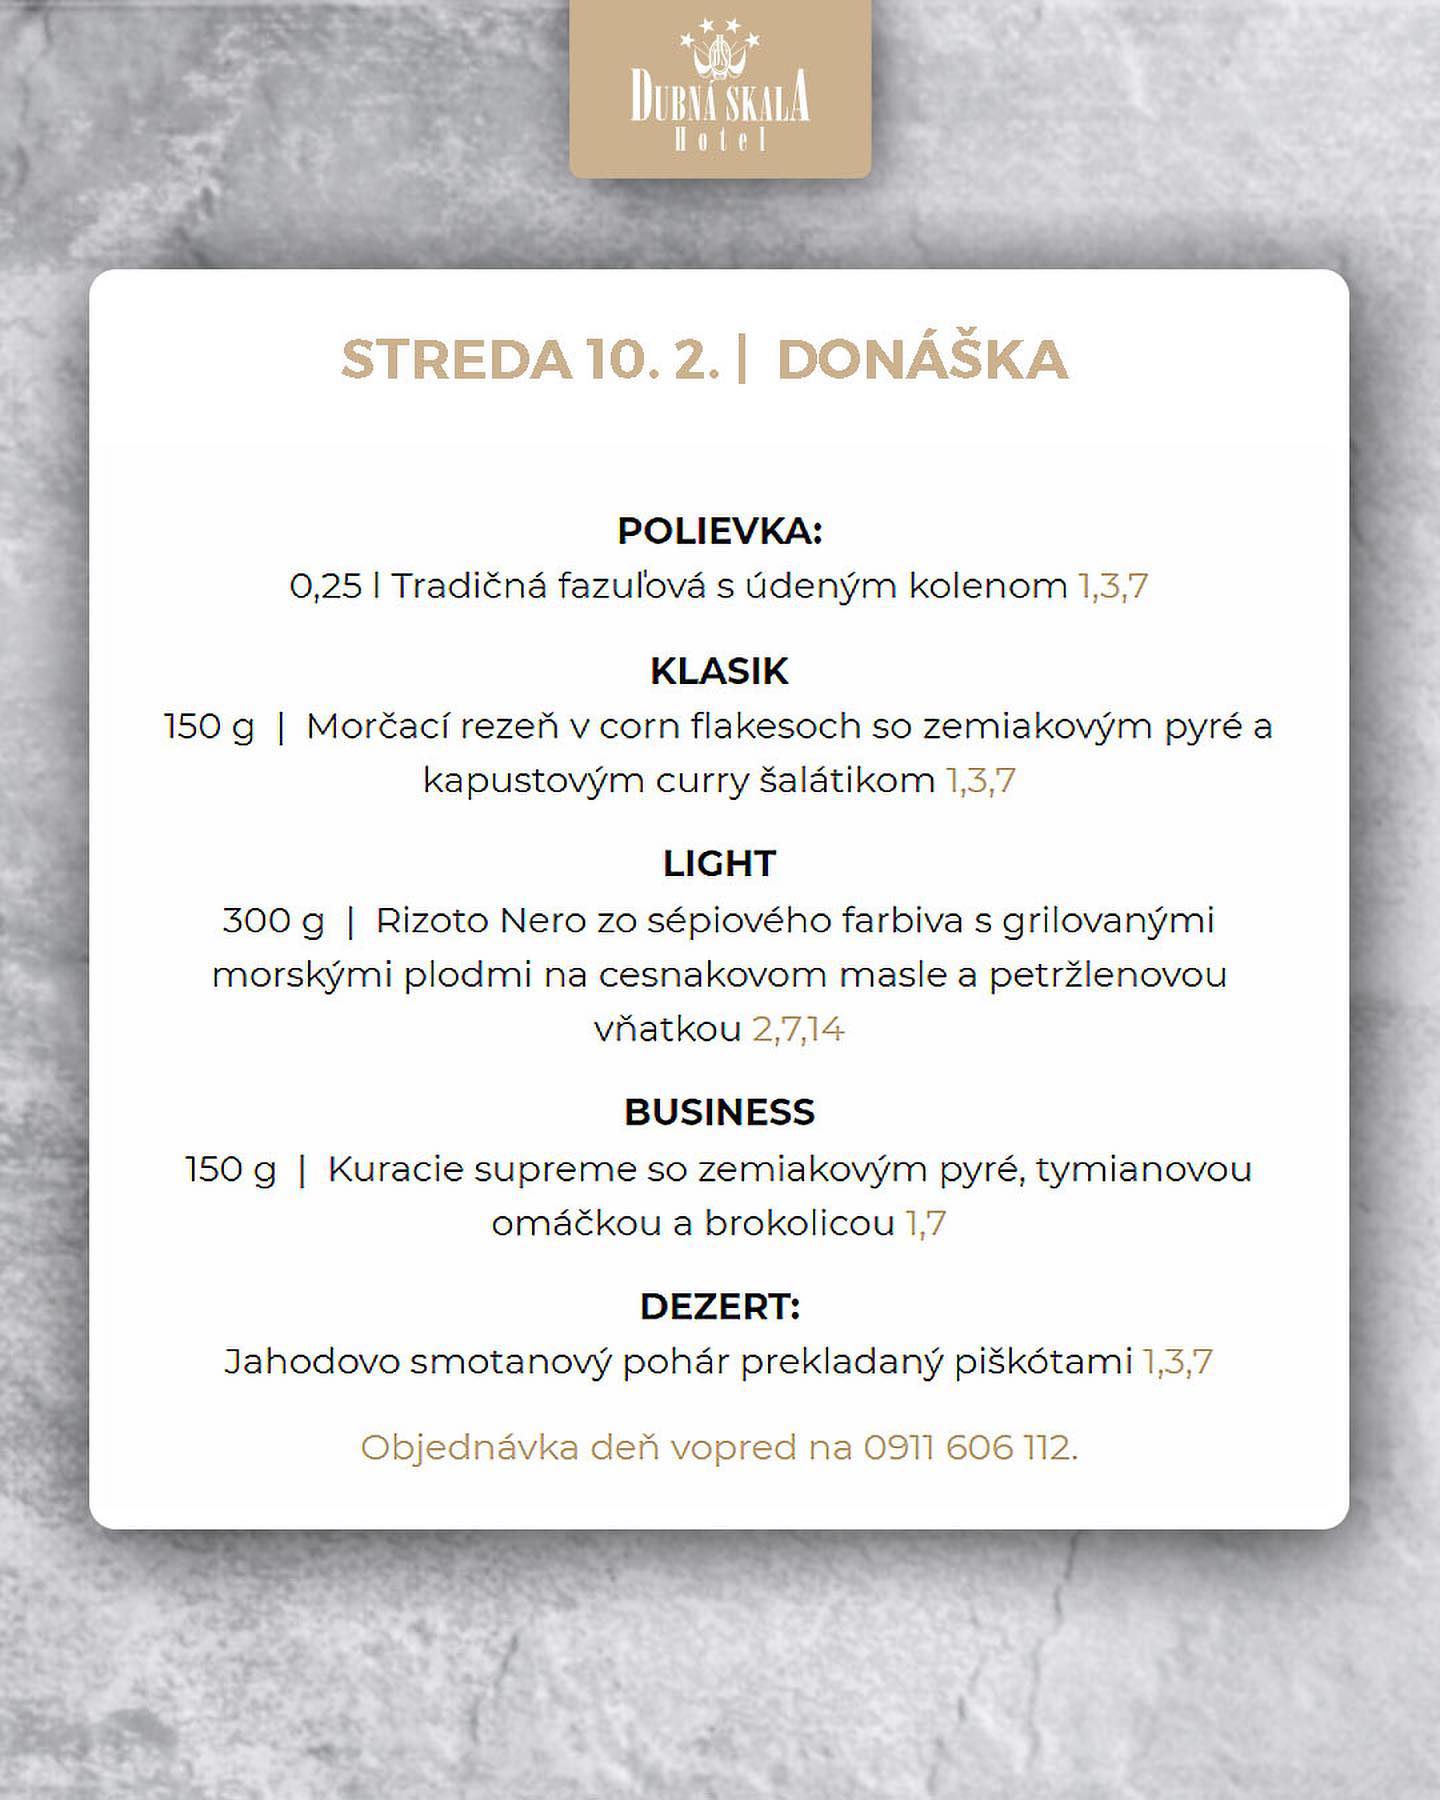 DUBNÁ SKALA
Hotel
STREDA 10. 2. | DONÁŠKA
POLIEVKA:
0,25 l Tradičná fazuľová s údeným kolenom 1,3,7
KLASIK
150 g | Morčací rezeň v corn flakesoch so zemiakovým pyré a
kapustovým curry šalátikom 1,3,7
LIGHT
300 g | Rizoto Nero zo sépiového farbiva s grilovanými
morskými plodmi na cesnakovom masle a petržlenovou
vňatkou 2,7,14
BUSINESS
150 g | Kuracie supreme so zemiakovým pyré, tymianovou
omáčkou a brokolicou 1,7
DEZERT:
Jahodovo smotanový pohár prekladaný piškótami 1,3,7
Objednávka deň vopred na 0911 606 112.